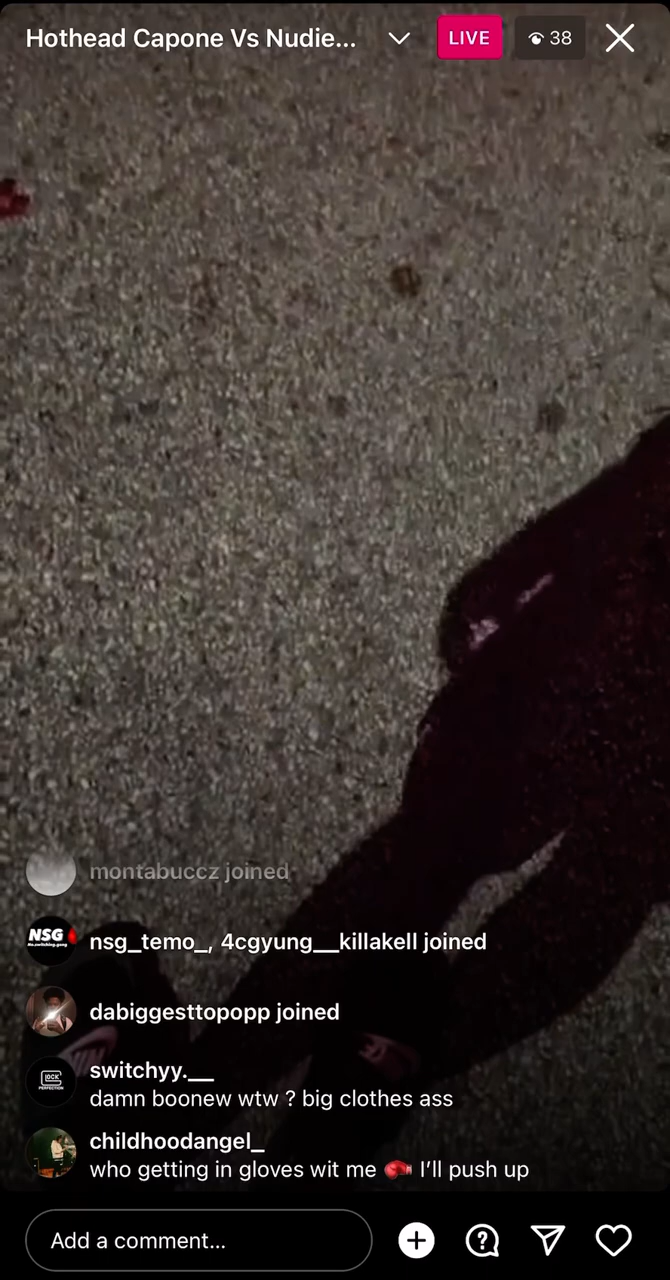 Hothead Capone Vs Nudie...
LIVE
38
montabuccz joined
NSG
nsg_temo_, 4cgyung__killakell joined
dabiggesttopopp joined
switchyy.__
damn boonew wtw ? big clothes ass
childhoodangel_
who getting in gloves wit me 🥊 I’ll push up
Add a comment...